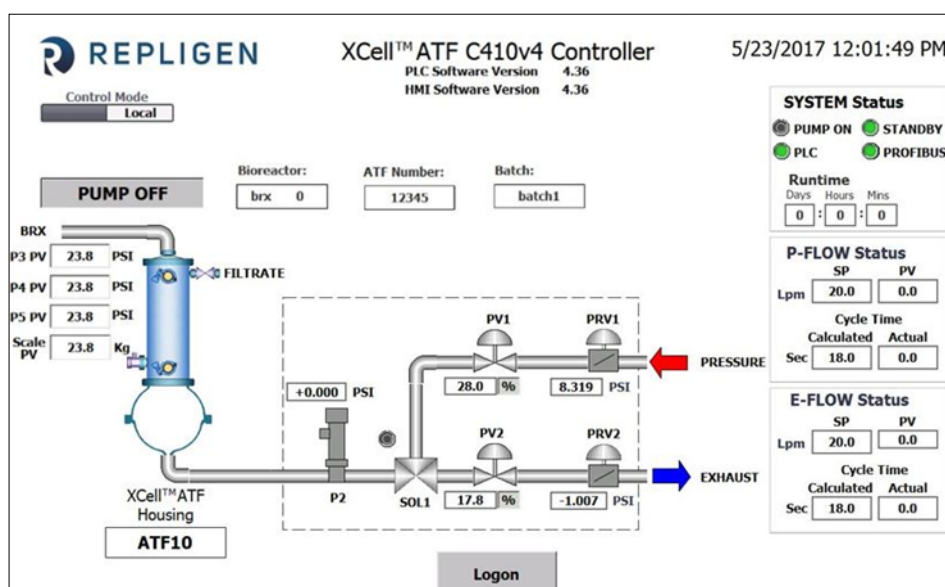 REPLIGEN
XCell™ ATF C410v4 Controller
PLC Software Version 4.36
HMI Software Version 4.36
5/23/2017 12:01:49 PM
Control Mode
Local
PUMP OFF
Bioreactor:
brx 0
ATF Number:
12345
Batch:
batch1
SYSTEM Status
PUMP ON STANDBY
PLC PROFIBUS
Runtime
Days Hours Mins
0 : 0 : 0
BRX
P3 PV 23.8 PSI
P4 PV 23.8 PSI
P5 PV 23.8 PSI
Scale PV 23.8 Kg
FILTRATE
P-FLOW Status
SP PV
Lpm 20.0 0.0
Cycle Time
Calculated Actual
Sec 18.0 0.0
PV1 PRV1
PRESSURE
28.0 % 8.319 PSI
+0.000 PSI
E-FLOW Status
SP PV
Lpm 20.0 0.0
Cycle Time
Calculated Actual
Sec 18.0 0.0
PV2 PRV2
EXHAUST
P2 SOL1 17.8 % -1.007 PSI
XCell™ ATF
Housing
ATF10
Logon